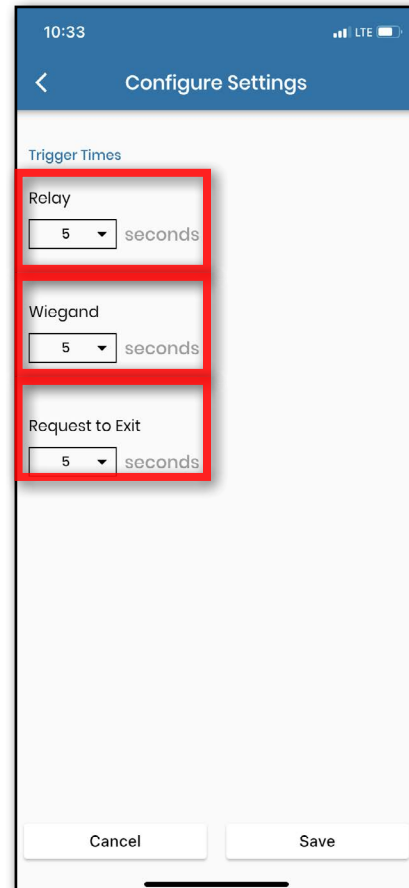 10:33
LTE
Configure Settings
Trigger Times
Relay
5 seconds
Wiegand
5 seconds
Request to Exit
5 seconds
Cancel Save